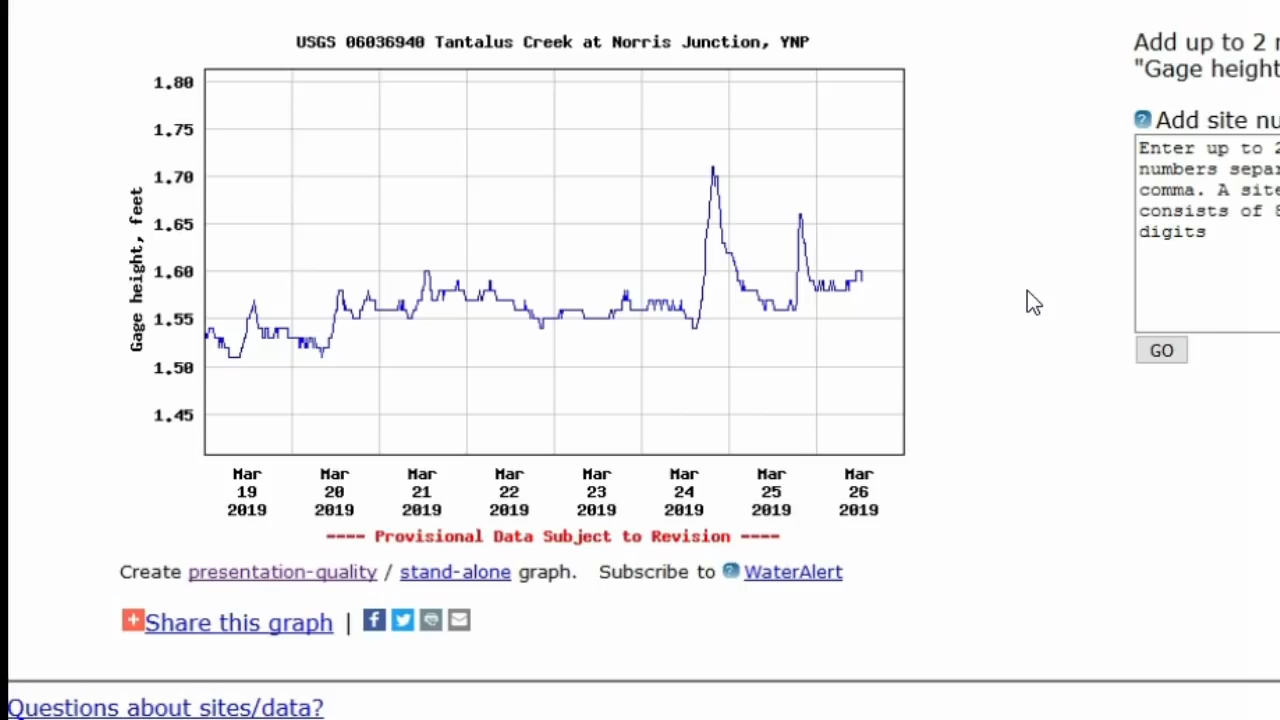 USGS 06036940 Tantalus Creek at Norris Junction, YNP
Gage height, feet
1.80
1.75
1.70
1.65
1.60
1.55
1.50
1.45
Mar 19 2019
Mar 20 2019
Mar 21 2019
Mar 22 2019
Mar 23 2019
Mar 24 2019
Mar 25 2019
Mar 26 2019
---- Provisional Data Subject to Revision ----
Create presentation-quality / stand-alone graph. Subscribe to ? WaterAlert
+ Share this graph |
Questions about sites/data?
Add up to 2
"Gage height
? Add site nu
Enter up to 2
numbers separ
comma. A site
consists of 8
digits
GO